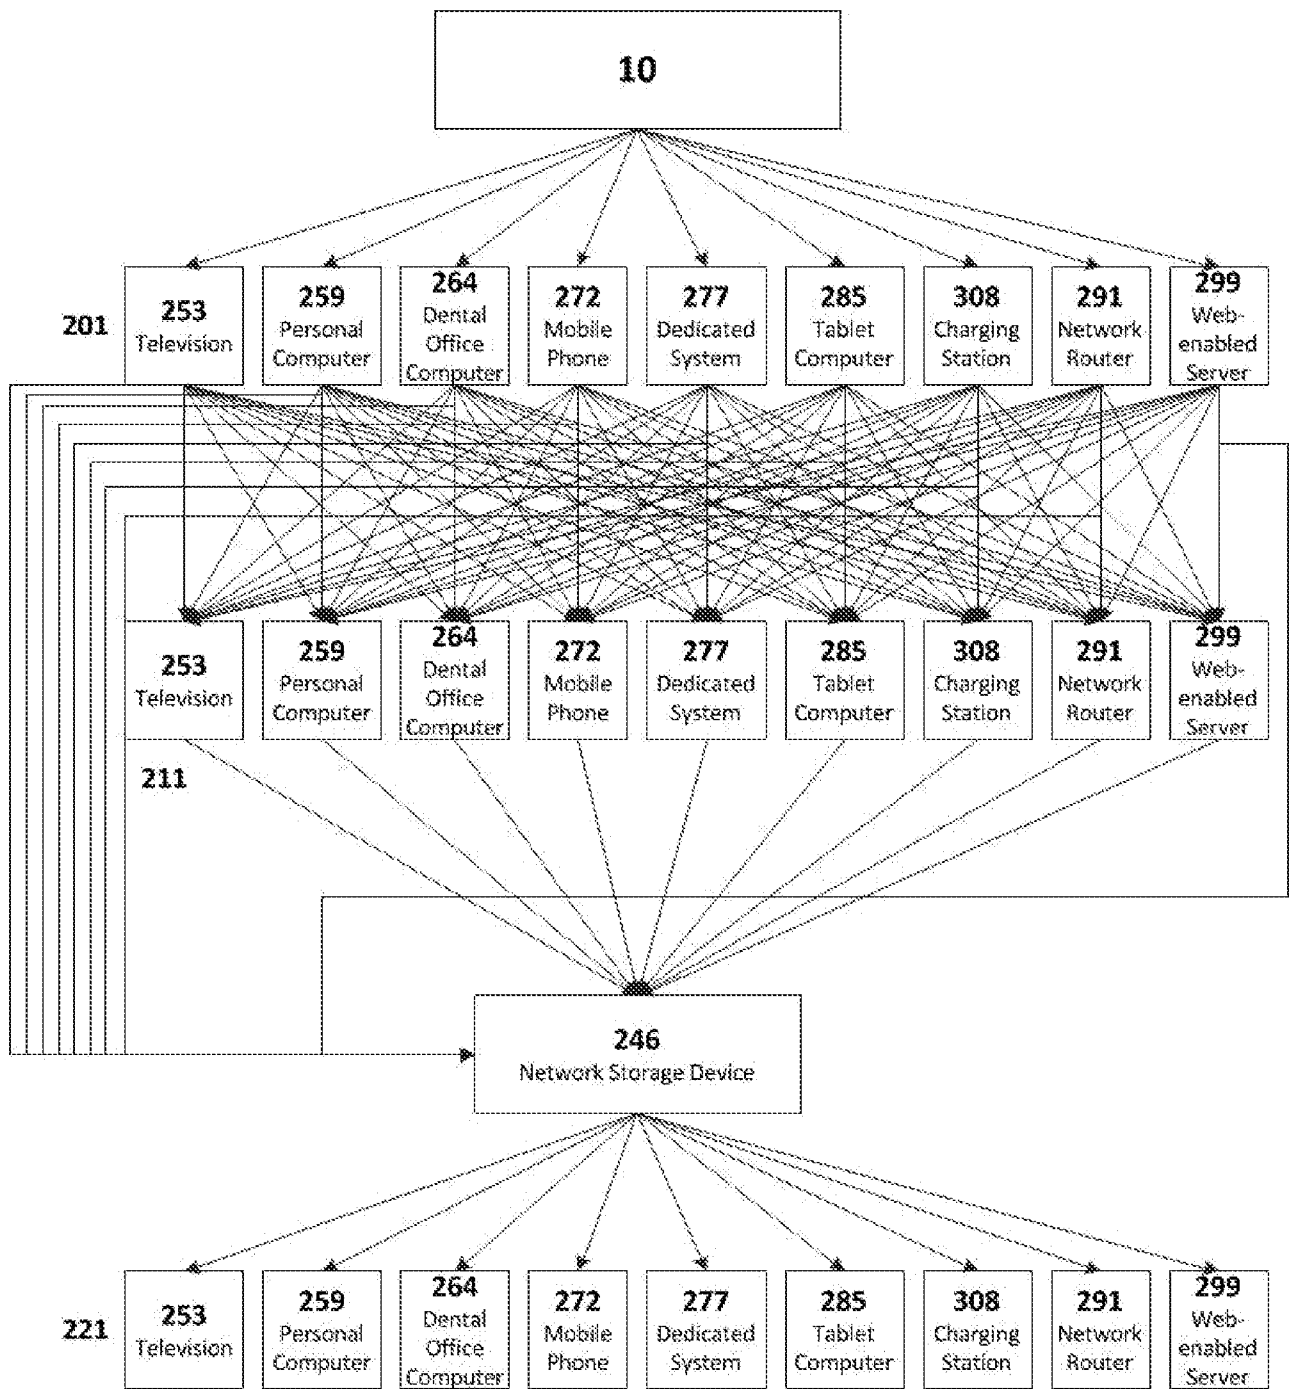 10
201
253
Television
259
Personal
Computer
264
Dental
Office
Computer
272
Mobile
Phone
277
Dedicated
System
285
Tablet
Computer
308
Charging
Station
291
Network
Router
299
Web-
enabled
Server
253
Television
259
Personal
Computer
264
Dental
Office
Computer
272
Mobile
Phone
277
Dedicated
System
285
Tablet
Computer
308
Charging
Station
291
Network
Router
299
Web-
enabled
Server
211
246
Network Storage Device
221
253
Television
259
Personal
Computer
264
Dental
Office
Computer
272
Mobile
Phone
277
Dedicated
System
285
Tablet
Computer
308
Charging
Station
291
Network
Router
299
Web-
enabled
Server